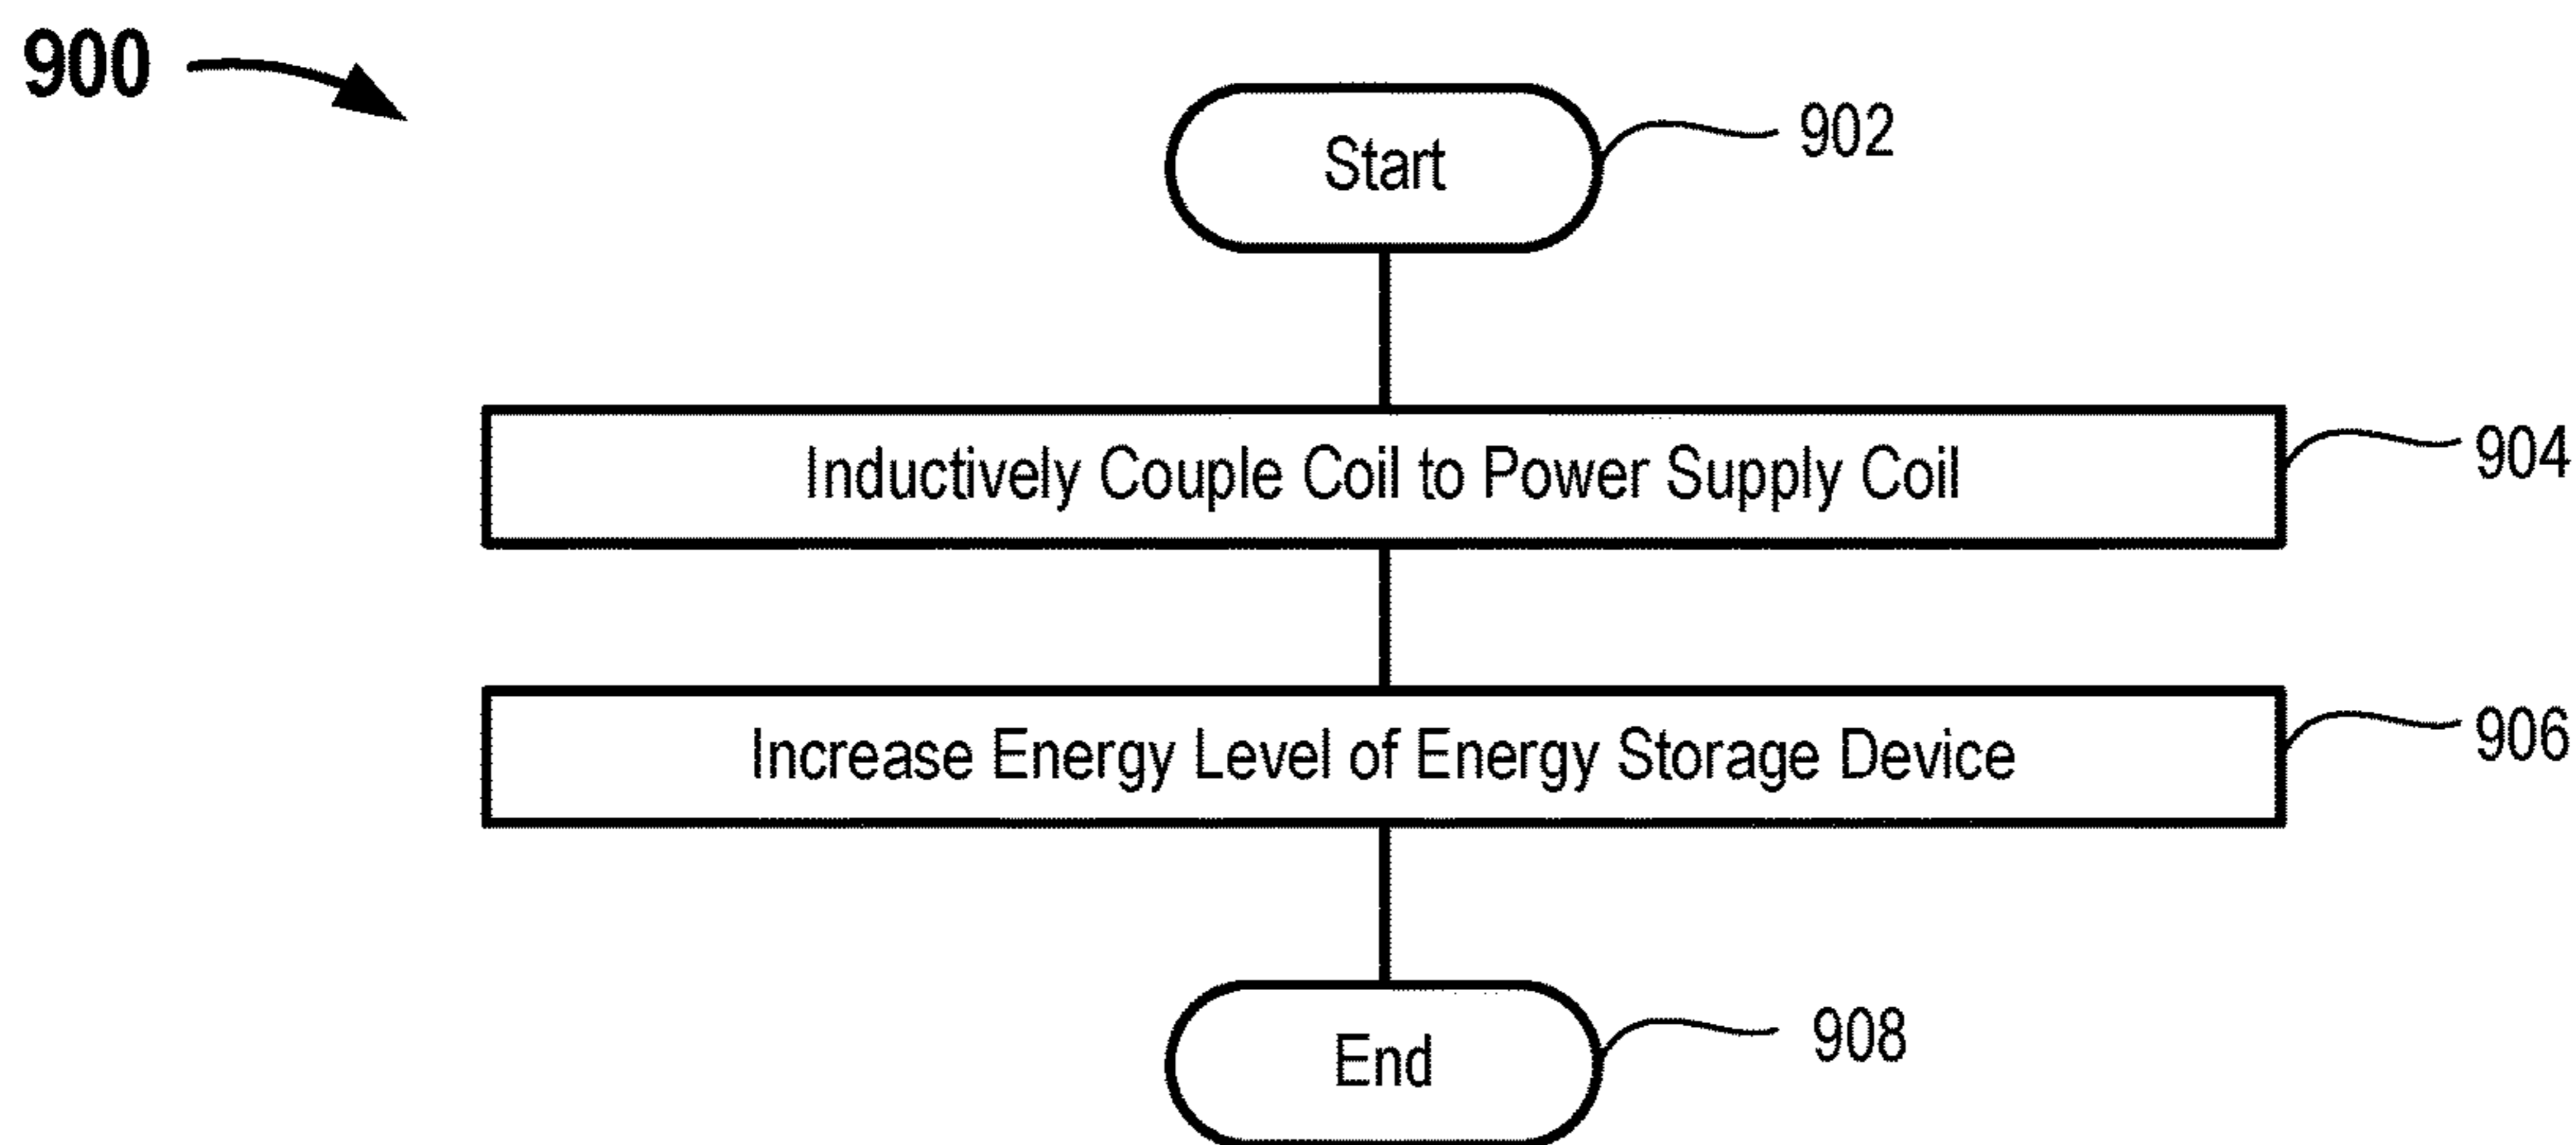 900
Start
902
Inductively Couple Coil to Power Supply Coil
904
Increase Energy Level of Energy Storage Device
906
End
908